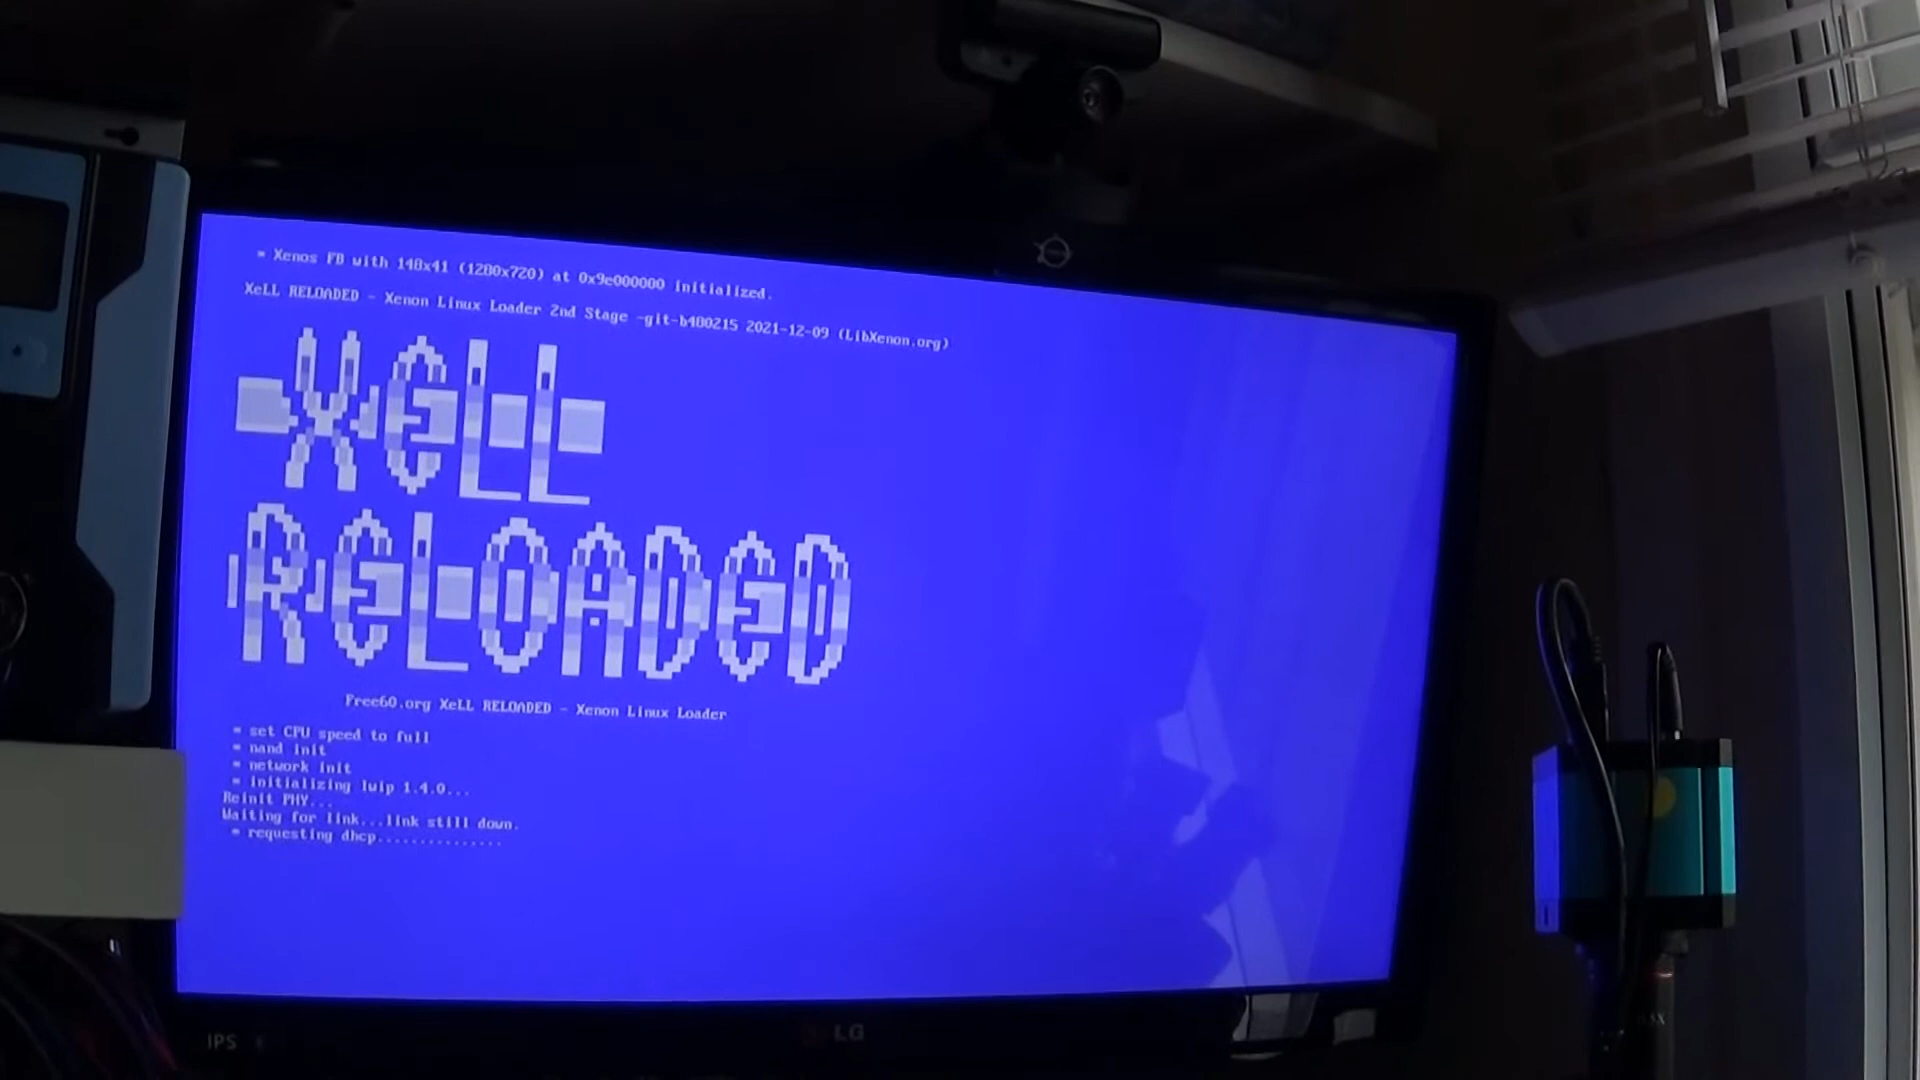 * Xenos FB with 148x41 (1280x720) at 0x9e000000 initialized.
XeLL RELOADED - Xenon Linux Loader 2nd Stage -git-b480215 2021-12-09 (LibXenon.org)
XeLL
ReLOADeD
Free60.org XeLL RELOADED - Xenon Linux Loader
* set CPU speed to full
* nand init
* network init
* initializing lwip 1.4.0...
Reinit PHY...
Waiting for link...link still down.
* requesting dhcp...............
IPS
LG